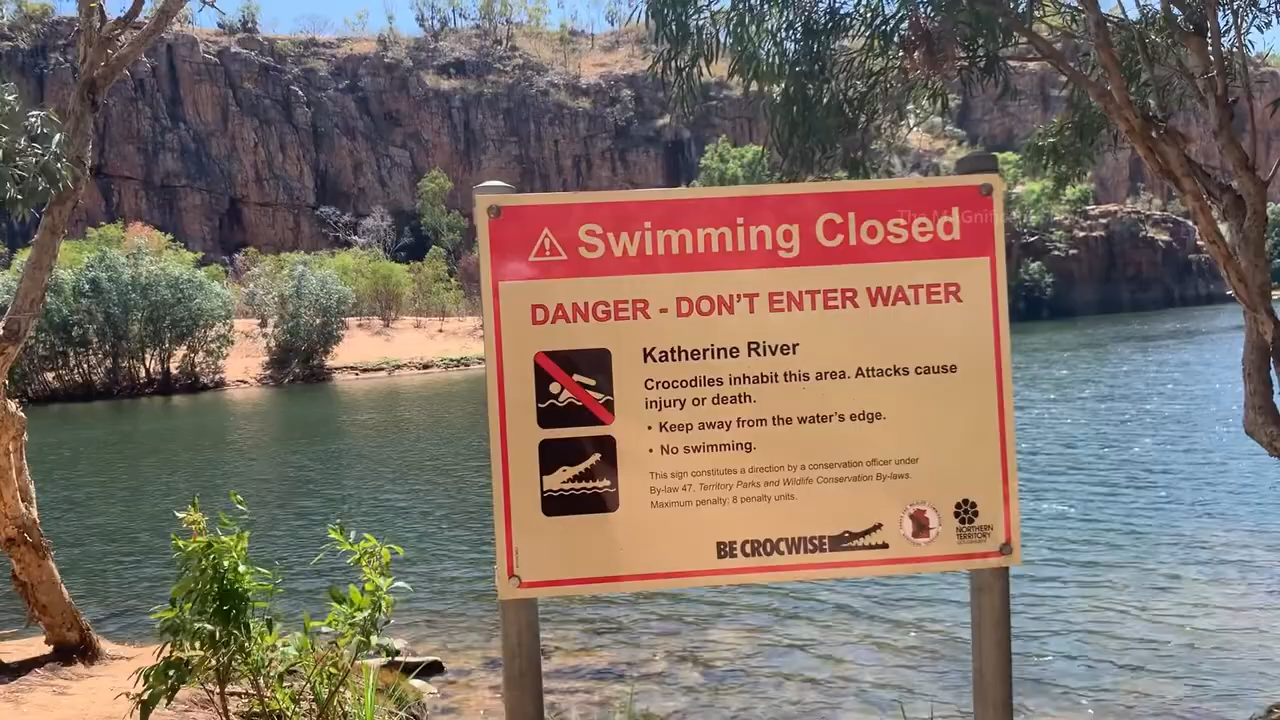 Swimming Closed
DANGER - DON'T ENTER WATER
Katherine River
Crocodiles inhabit this area. Attacks cause
injury or death.
• Keep away from the water's edge.
• No swimming.
This sign constitutes a direction by a conservation officer under
By-law 47, Territory Parks and Wildlife Conservation By-laws.
Maximum penalty; 8 penalty units.
BE CROCWISE
NORTHERN
TERRITORY
GOVERNMENT